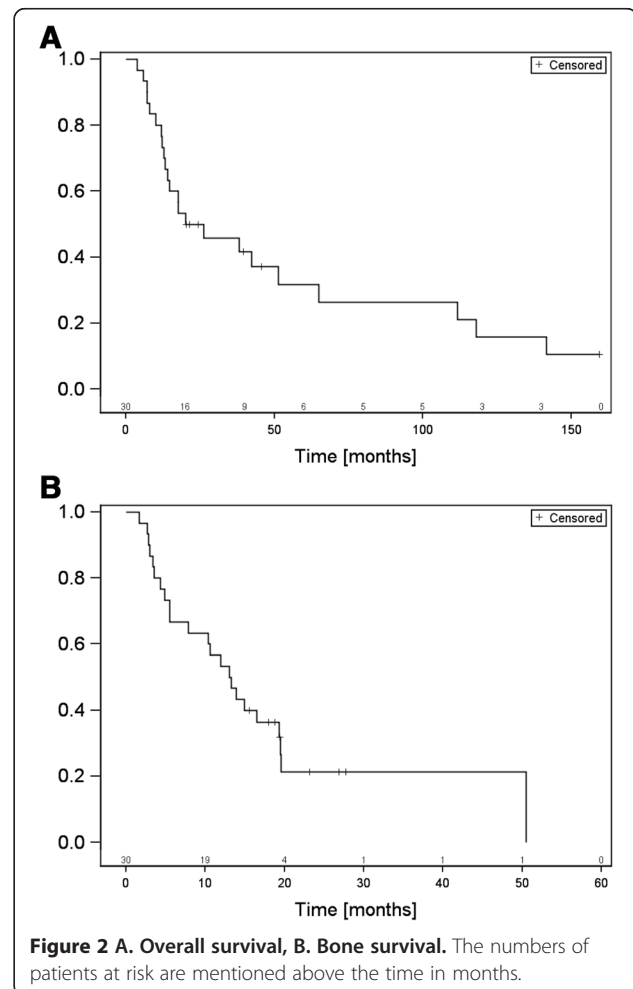 A
+ Censored
1.0
0.8
0.6
0.4
0.2
0.0
30 16 9 6 5 5 3 3 0
0 50 100 150
Time [months]
B
+ Censored
1.0
0.8
0.6
0.4
0.2
0.0
30 19 4 1 1 1 0
0 10 20 30 40 50 60
Time [months]
Figure 2 A. Overall survival, B. Bone survival. The numbers of
patients at risk are mentioned above the time in months.